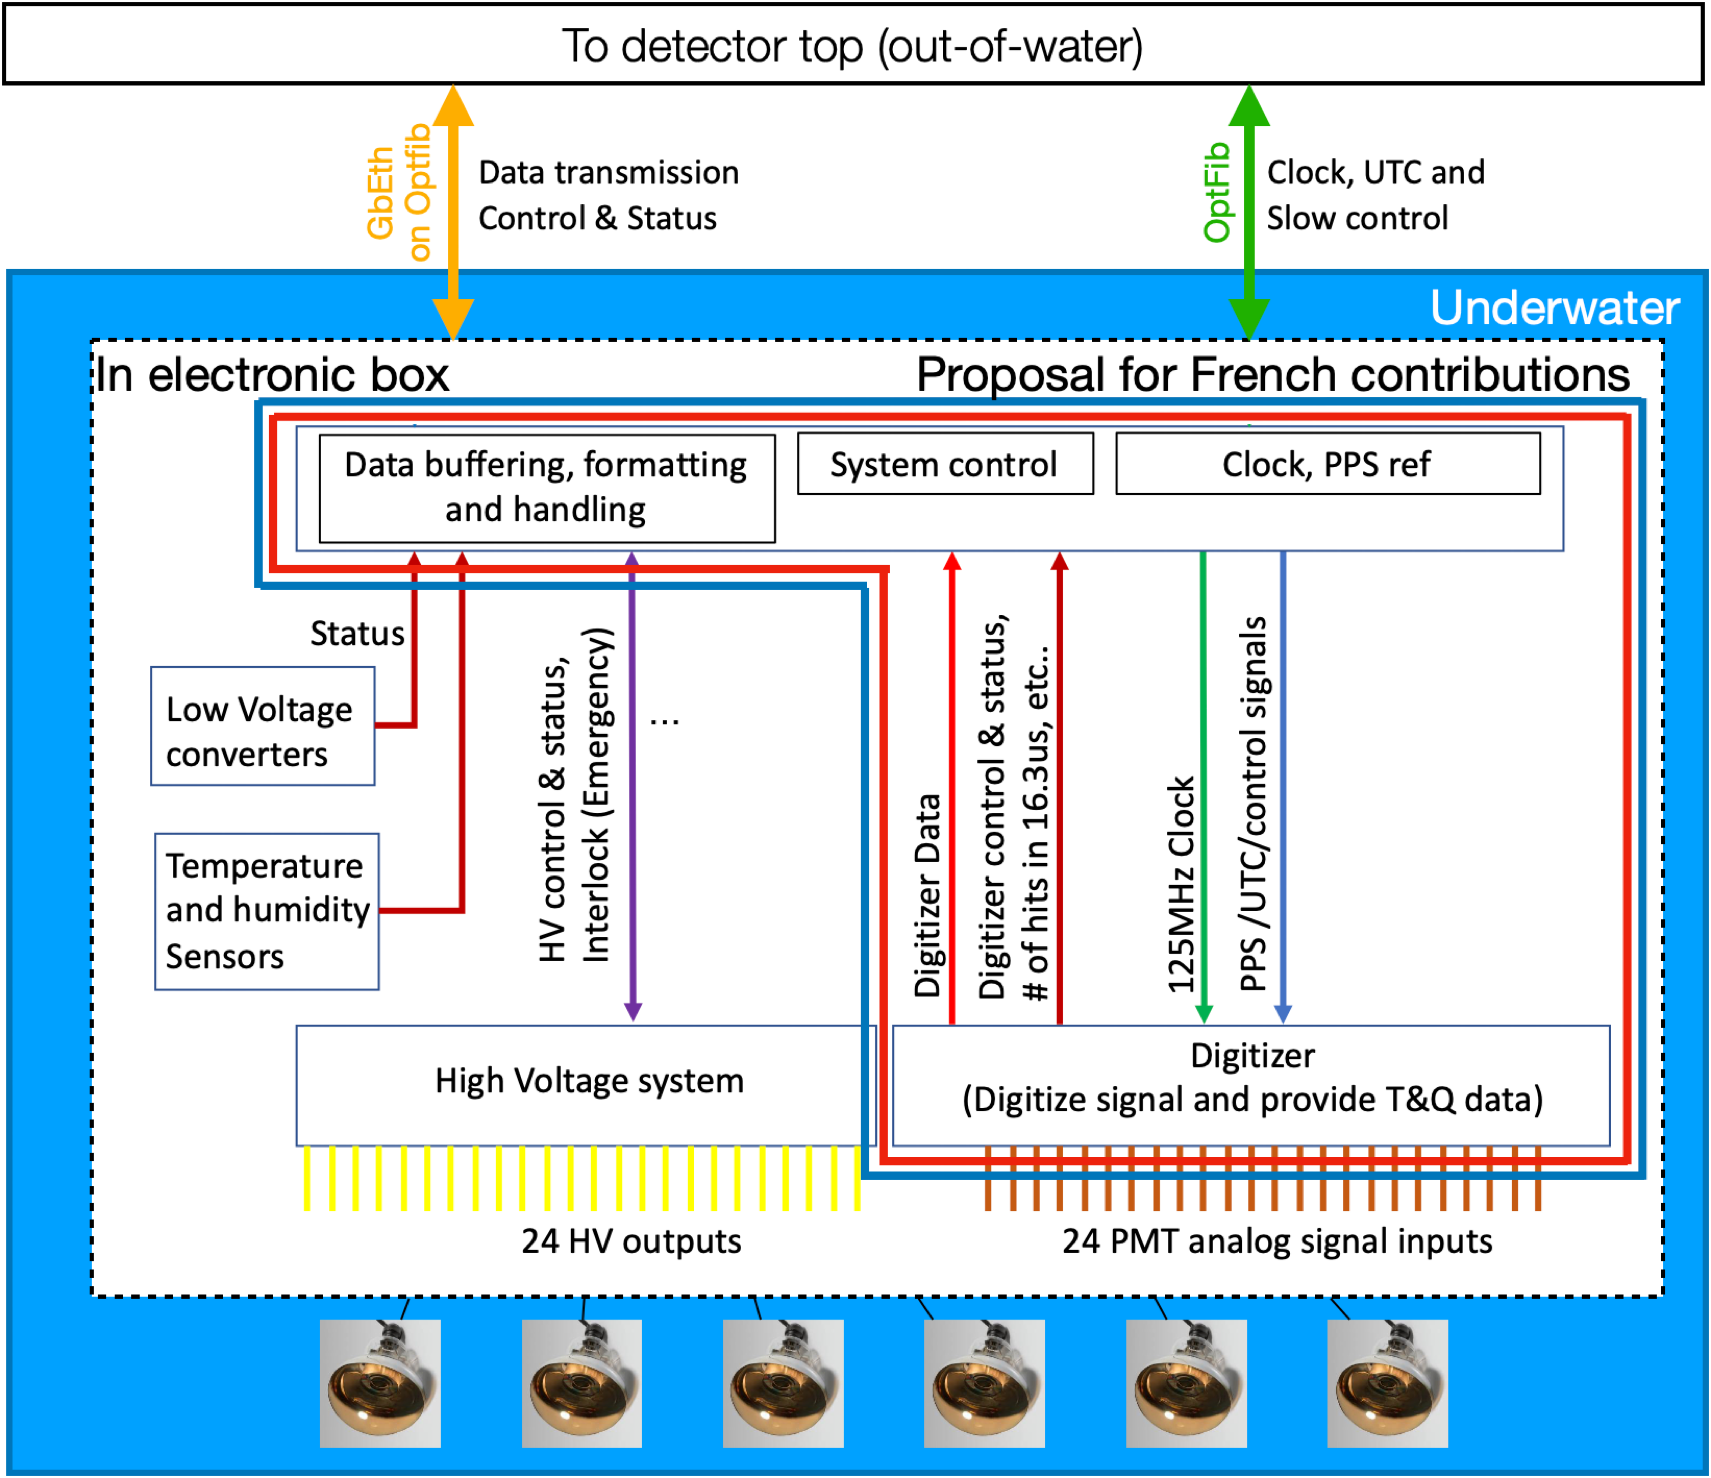 To detector top (out-of-water)
GbEth
on Optfib
Data transmission
Control & Status
OptFib
Clock, UTC and
Slow control
Underwater
In electronic box
Proposal for French contributions
Data buffering, formatting
and handling
System control
Clock, PPS ref
Status
Low Voltage
converters
Temperature
and humidity
Sensors
HV control & status,
Interlock (Emergency)
...
Digitizer Data
Digitizer control & status,
# of hits in 16.3us, etc..
125MHz Clock
PPS /UTC/control signals
High Voltage system
Digitizer
(Digitize signal and provide T&Q data)
24 HV outputs
24 PMT analog signal inputs